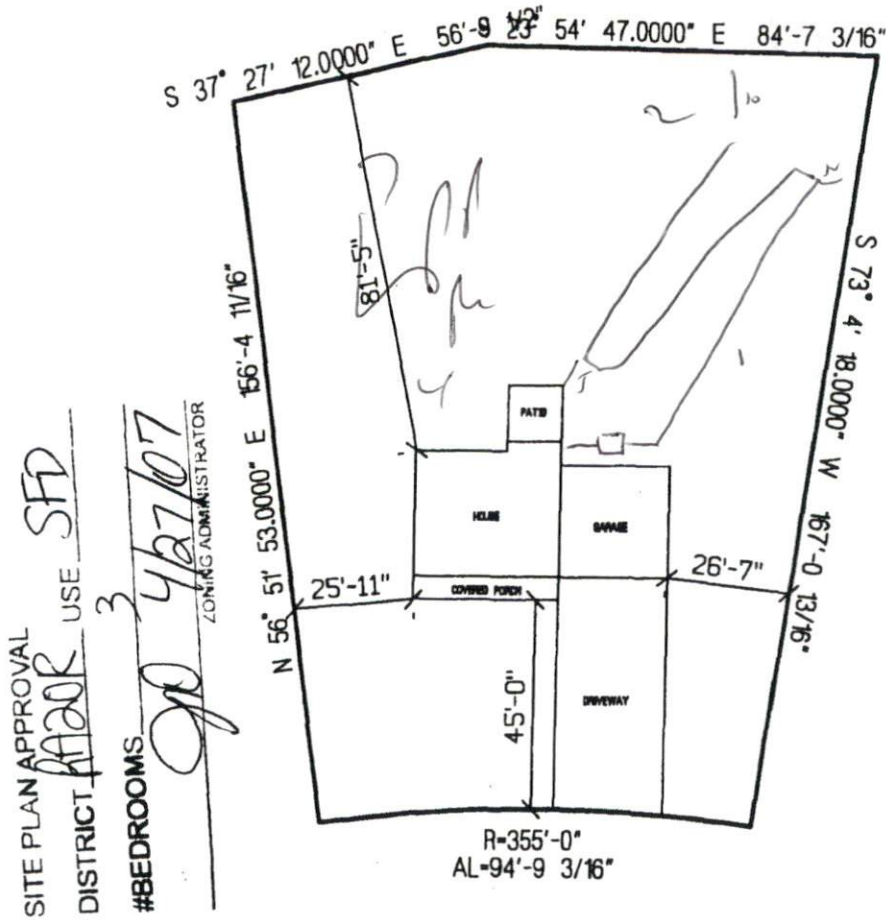 S 37° 27' 12.0000" E 56'-9 1/2"
23° 54' 47.0000" E 84'-7 3/16"
81'-5"
N 56° 51' 53.0000" E 156'-4 11/16"
S 73° 4' 18.0000" W 167'-0 13/16"
2
3
1
PATIO
HOUSE
GARAGE
COVERED PORCH
25'-11"
26'-7"
45'-0"
DRIVEWAY
R=355'-0"
AL=94'-9 3/16"
SITE PLAN APPROVAL
DISTRICT RA20R USE SFD
#BEDROOMS 3
4/27/07
ZONING ADMINISTRATOR